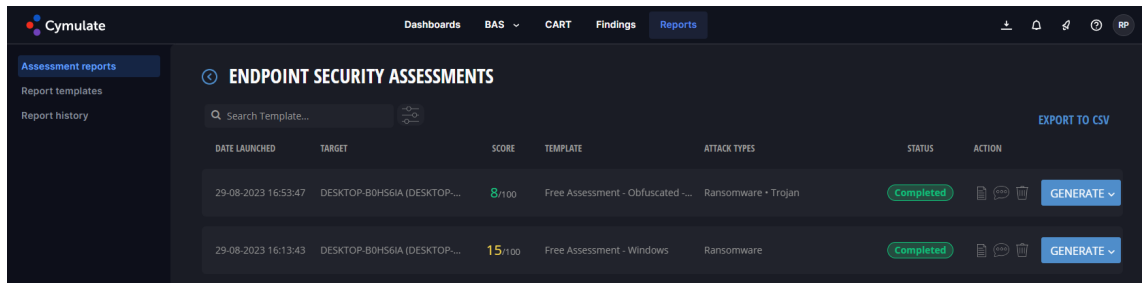 Cymulate Dashboards BAS CART Findings Reports RP
Assessment reports
Report templates
Report history
ENDPOINT SECURITY ASSESSMENTS
Search Template...
EXPORT TO CSV
DATE LAUNCHED TARGET SCORE TEMPLATE ATTACK TYPES STATUS ACTION
29-08-2023 16:53:47 DESKTOP-B0HS6IA (DESKTOP-... 8/100 Free Assessment - Obfuscated -... Ransomware • Trojan Completed GENERATE
29-08-2023 16:13:43 DESKTOP-B0HS6IA (DESKTOP-... 15/100 Free Assessment - Windows Ransomware Completed GENERATE